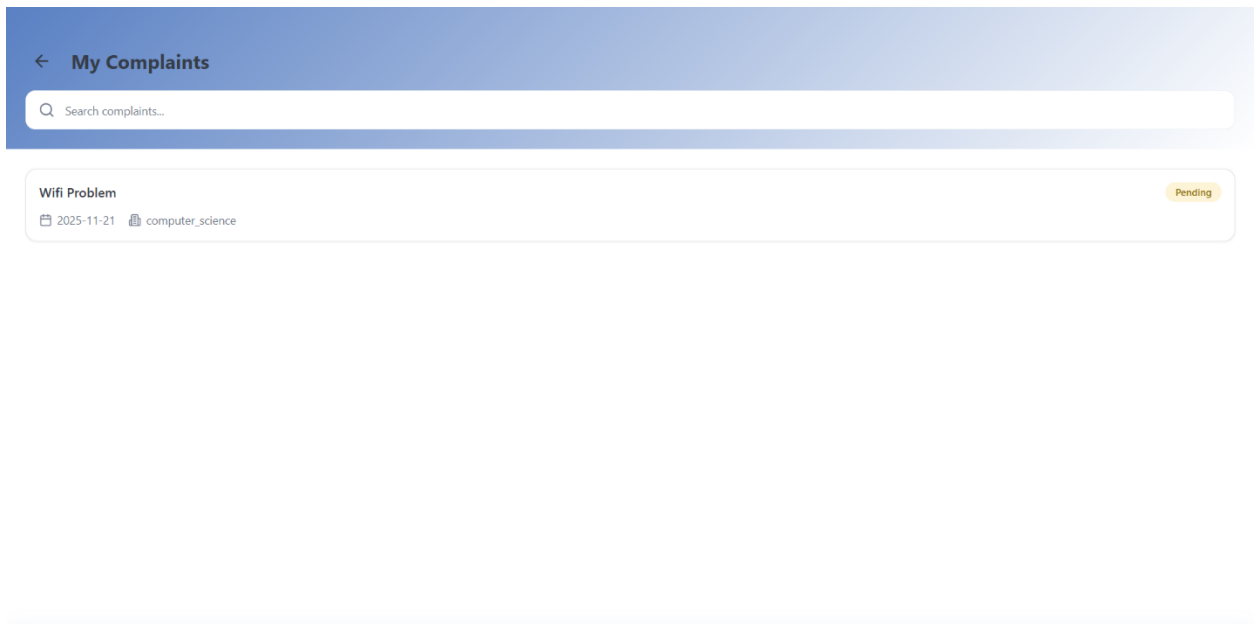 My Complaints
Search complaints...
Wifi Problem
Pending
2025-11-21 computer_science